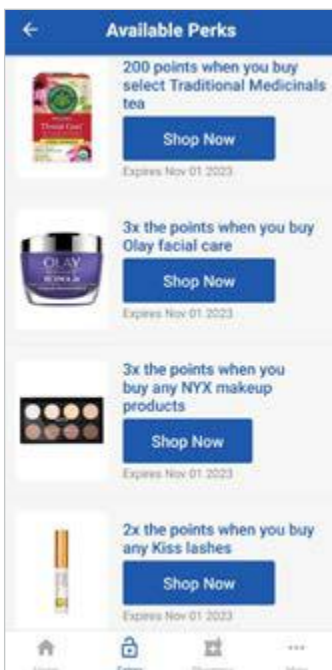 Available Perks
200 points when you buy
select Traditional Medicinals
tea
Throat Coat
Shop Now
Expires Nov 01 2023
3x the points when you buy
Olay facial care
OLAY
Shop Now
Expires Nov 01 2023
3x the points when you
buy any NYX makeup
products
Shop Now
Expires Nov 01 2023
2x the points when you buy
any Kiss lashes
Shop Now
Expires Nov 01 2023